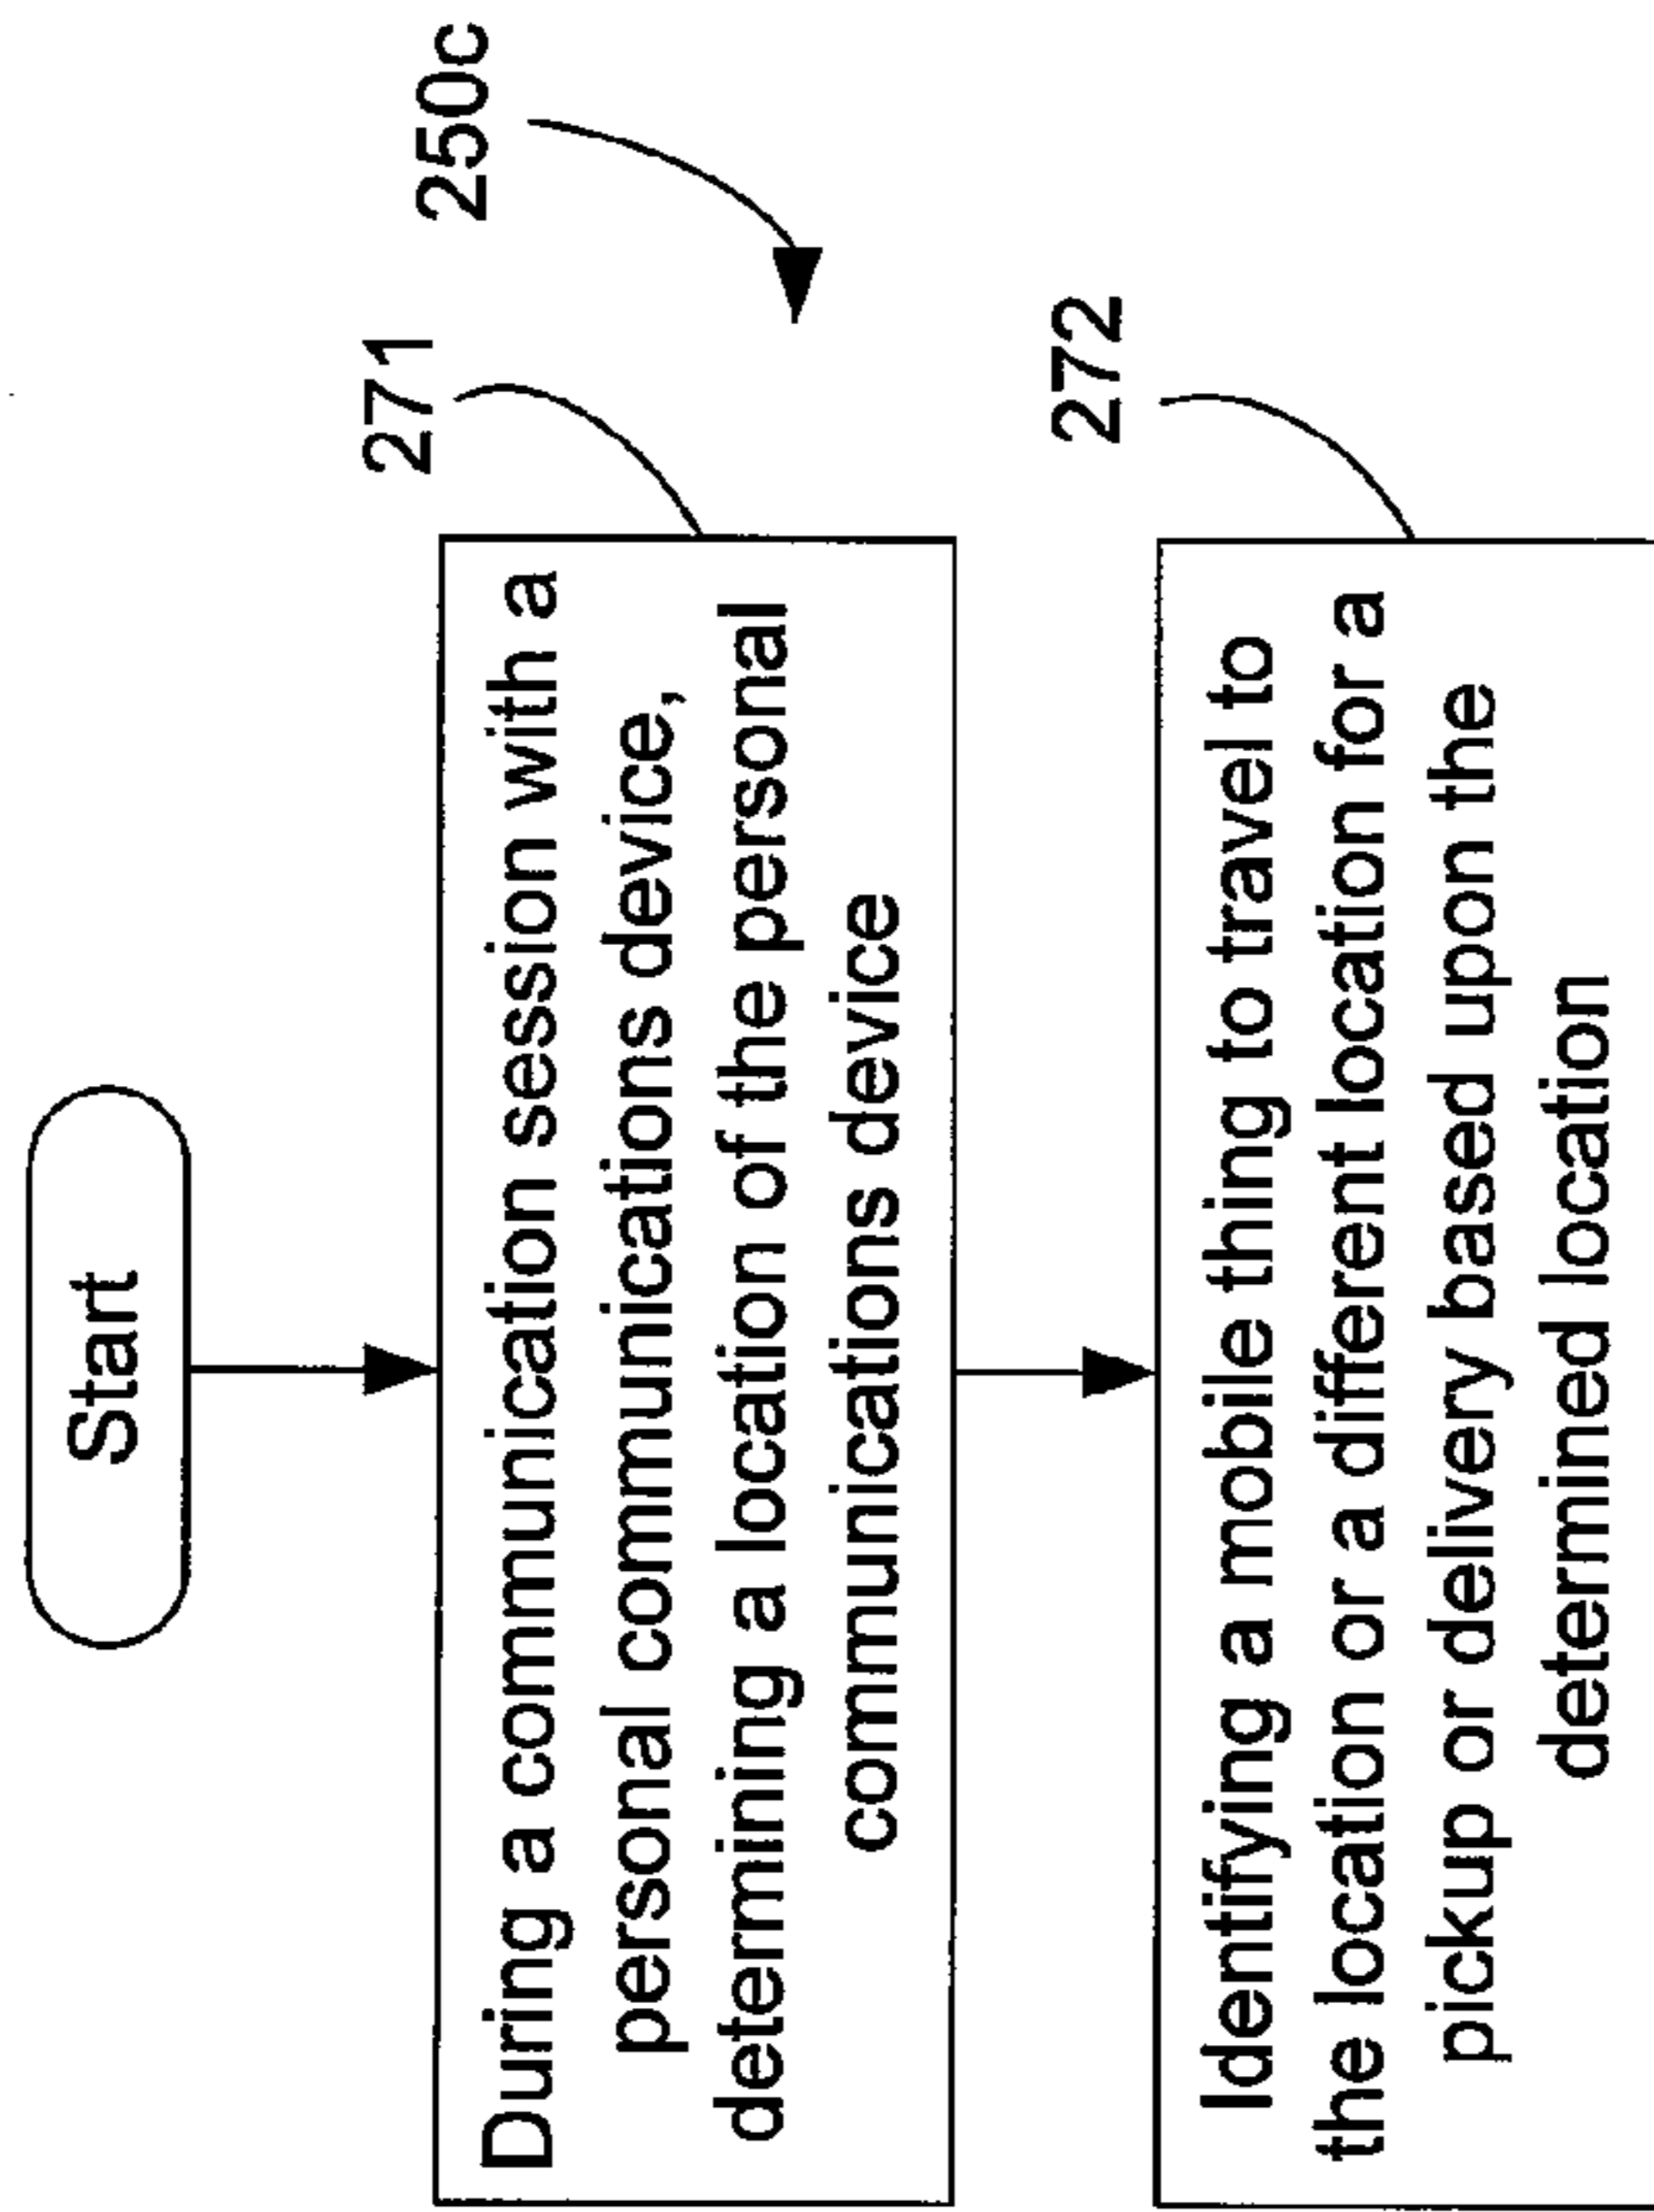 Start
250c
271
During a communication session with a
personal communications device,
determining a location of the personal
communications device
272
Identifying a mobile thing to travel to
the location or a different location for a
pickup or delivery based upon the
determined location